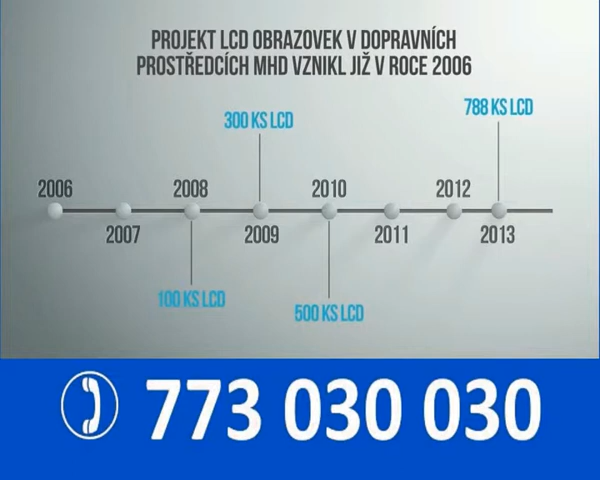 PROJEKT LCD OBRAZOVEK V DOPRAVNÍCH
PROSTŘEDCÍCH MHD VZNIKL JIŽ V ROCE 2006
788 KS LCD
300 KS LCD
2006 2008 2010 2012
2007 2009 2011 2013
100 KS LCD
500 KS LCD
773 030 030